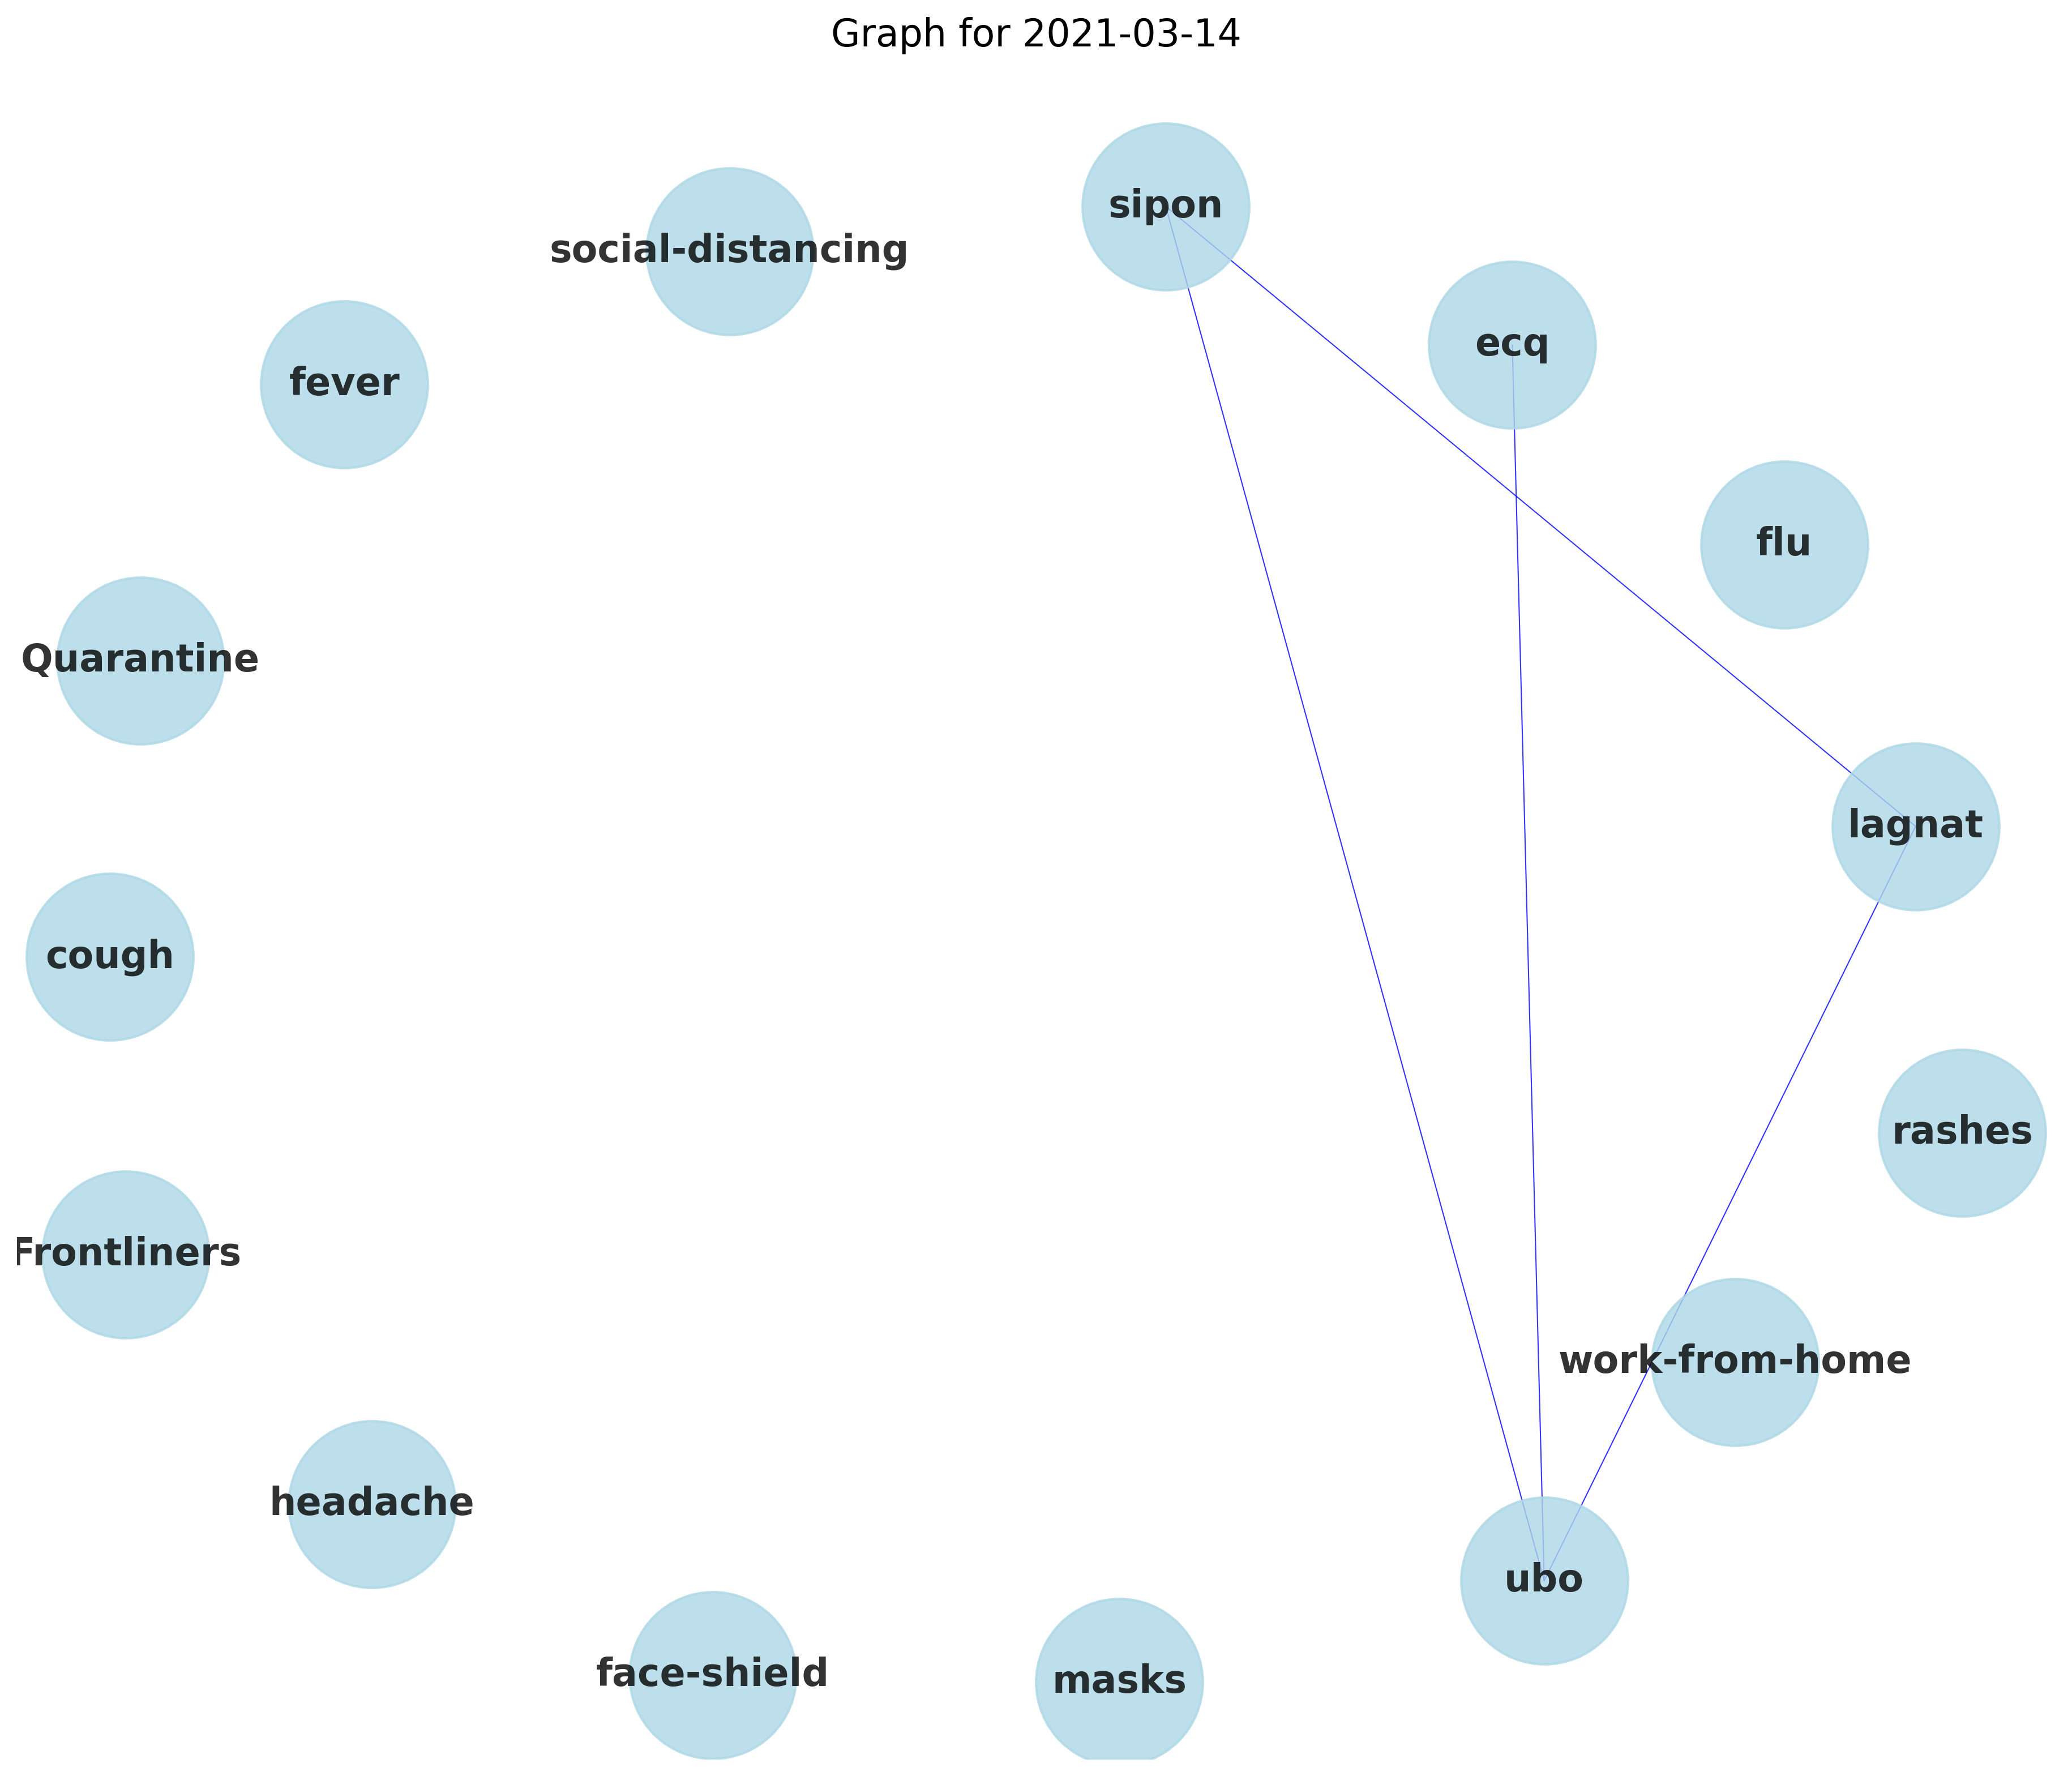 Graph for 2021-03-14
sipon
social-distancing
ecq
fever
flu
Quarantine
lagnat
cough
rashes
Frontliners
work-from-home
headache
ubo
face-shield
masks